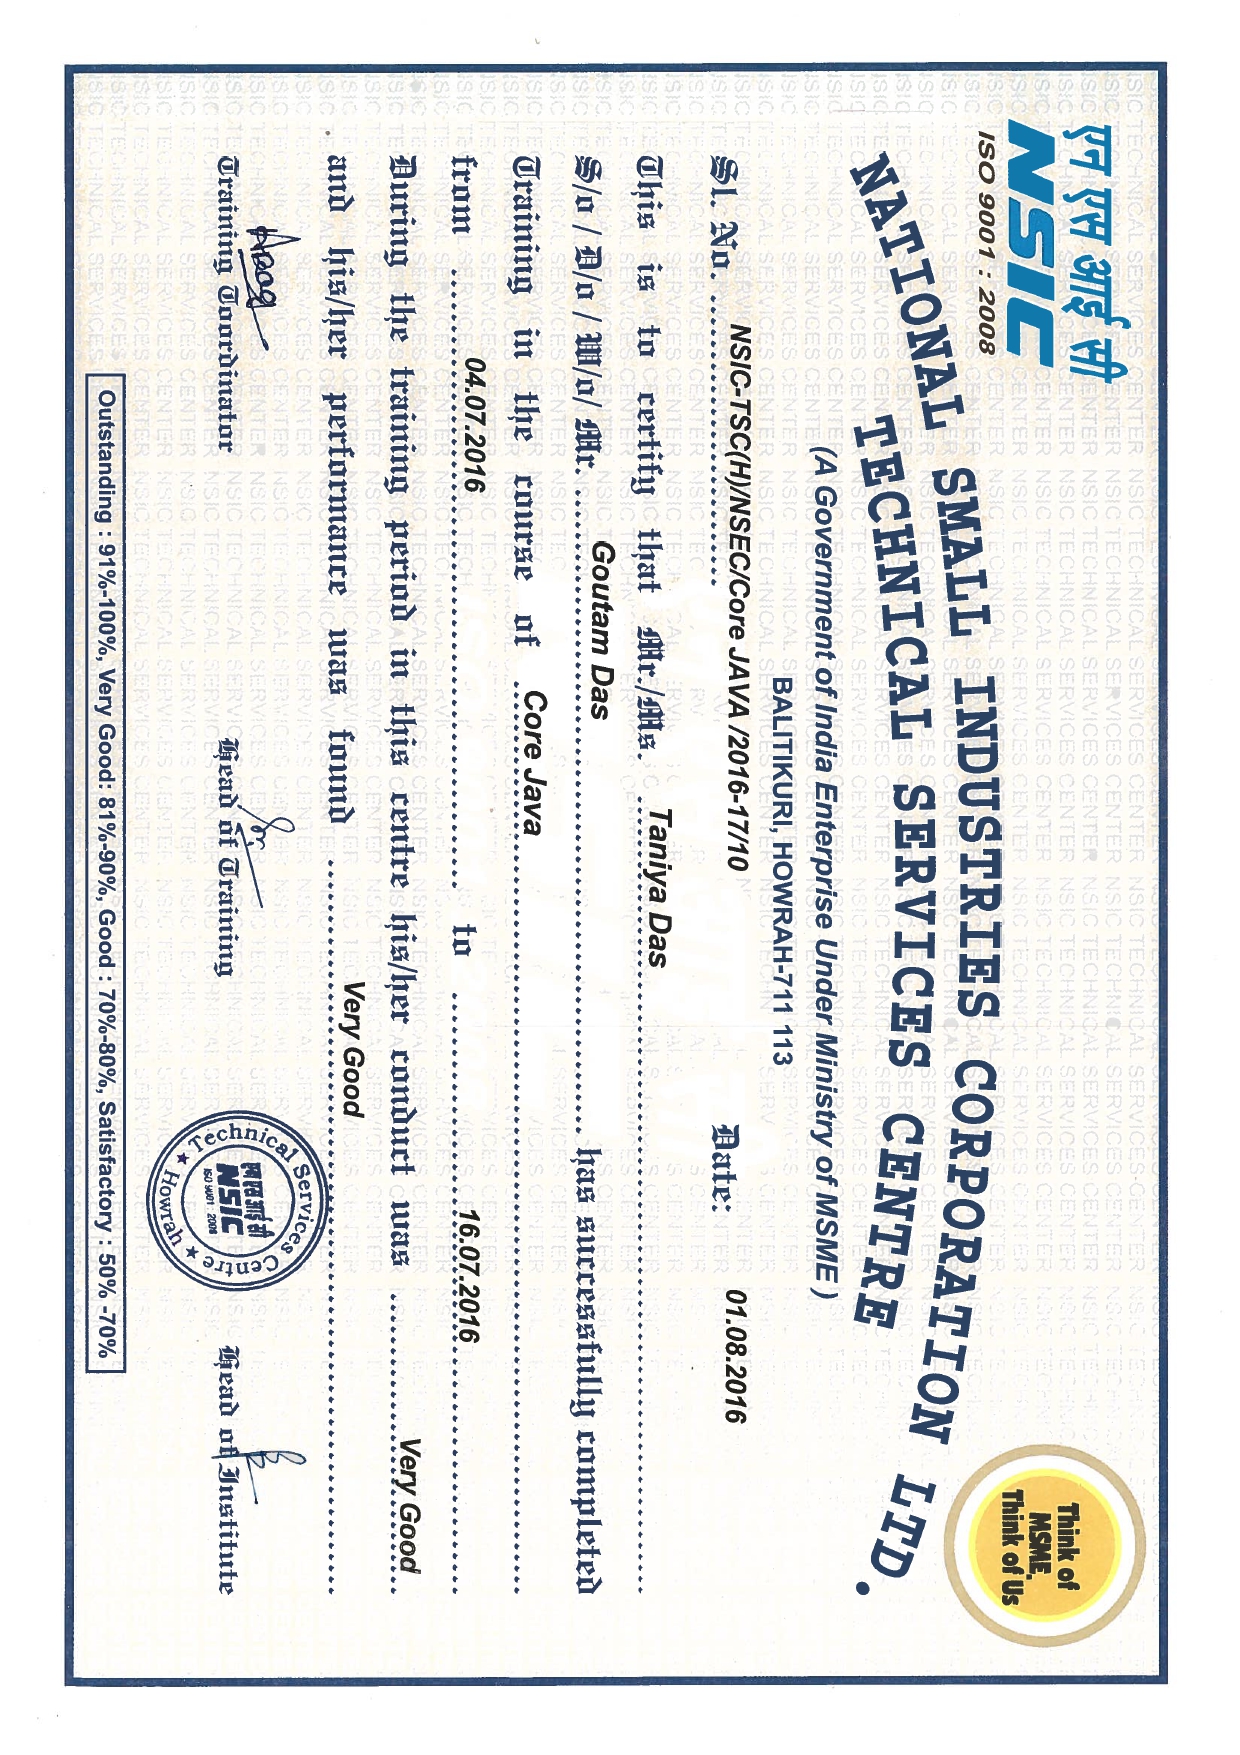 एन एस आई सी
NSIC
ISO 9001 : 2008
Think of
MSME.
Think of Us
NATIONAL SMALL INDUSTRIES CORPORATION LTD.
TECHNICAL SERVICES CENTRE
(A Government of India Enterprise Under Ministry of MSME )
BALITIKURI, HOWRAH-711 113
Sl. No. NSIC-TSC(H)/NSEC/Core JAVA /2016-17/10 Date: 01.08.2016
This is to certify that Mr./Ms. Taniya Das
S/o / D/o / W/o/ Mr. Goutam Das has successfully completed
Training in the course of Core Java
from 04.07.2016 to 16.07.2016
During the training period in this centre his/her conduct was Very Good
and his/her performance was found Very Good
Training Coordinator Head of Training Head of Institute
Technical Services Centre
एन एस आई सी
NSIC
ISO 9001 : 2008
★ Howrah ★
Outstanding : 91%-100%, Very Good: 81%-90%, Good : 70%-80%, Satisfactory : 50% -70%